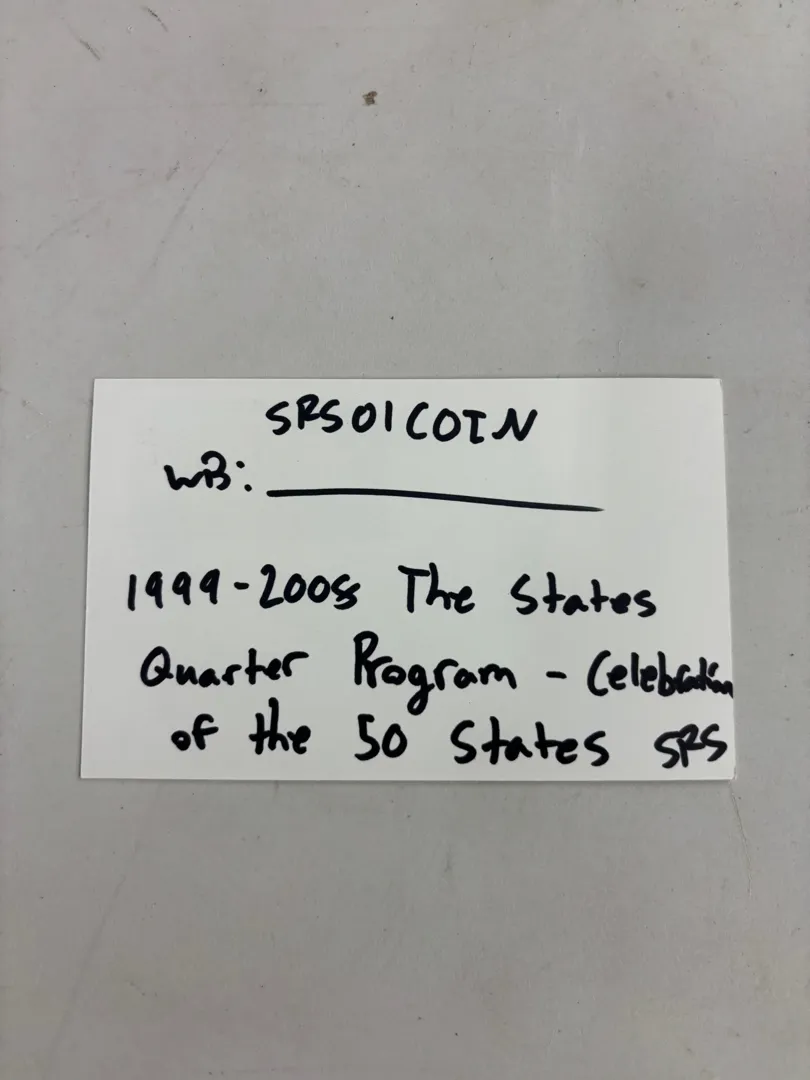 SRS01COIN
WB: 
1999-2008 The States
Quarter Program - Celebration
of the 50 States SRS